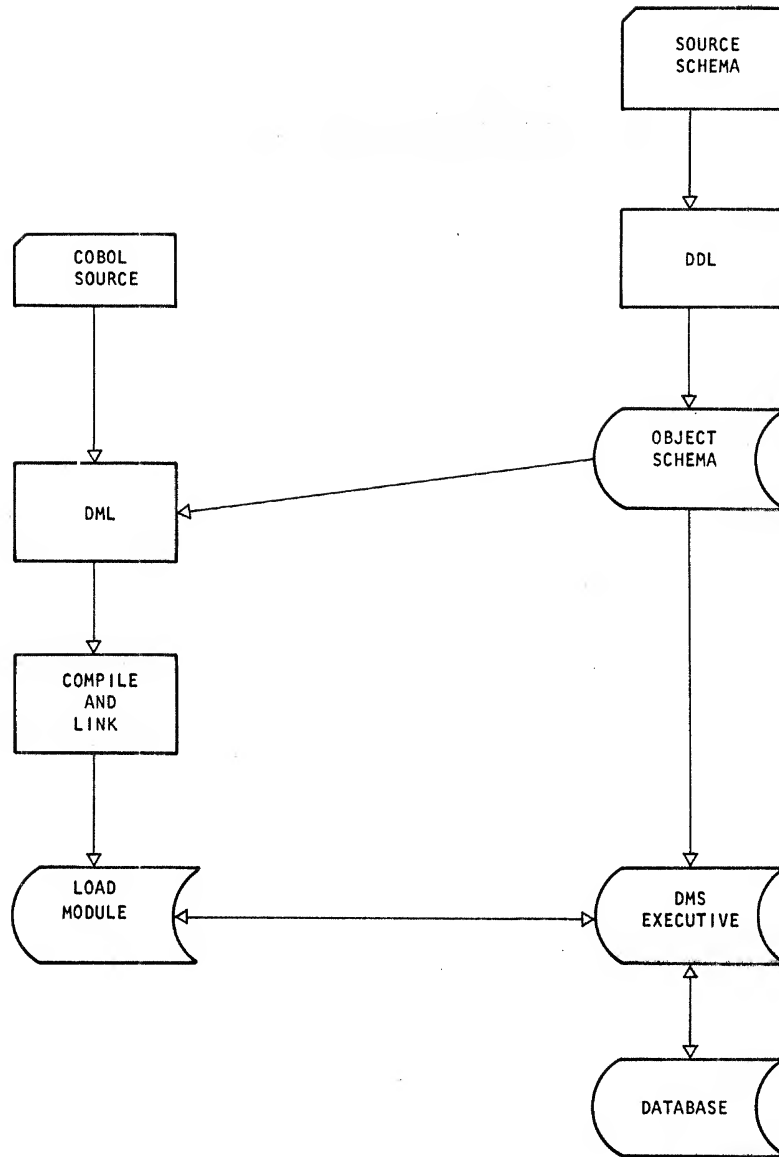 SOURCE
SCHEMA
COBOL
SOURCE
DDL
OBJECT
SCHEMA
DML
COMPILE
AND
LINK
LOAD
MODULE
DMS
EXECUTIVE
DATABASE